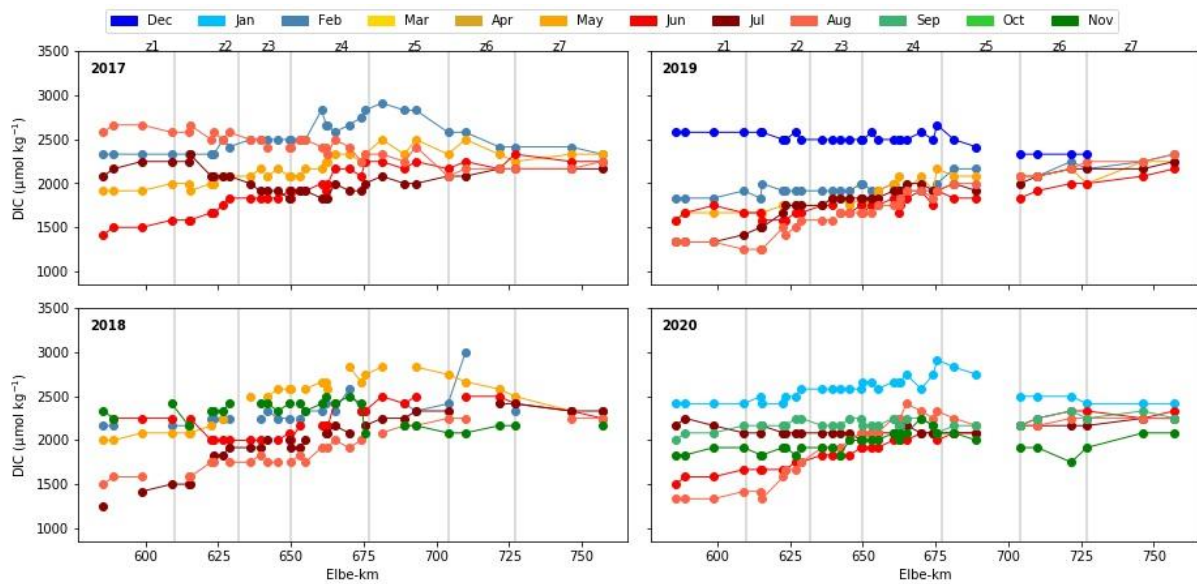 Dec Jan Feb Mar Apr May Jun Jul Aug Sep Oct Nov
z1 z2 z3 z4 z5 z6 z7
2017
DIC (µmol kg⁻¹)
3500
3000
2500
2000
1500
1000
z1 z2 z3 z4 z5 z6 z7
2019
2018
DIC (µmol kg⁻¹)
3500
3000
2500
2000
1500
1000
600 625 650 675 700 725 750
Elbe-km
2020
600 625 650 675 700 725 750
Elbe-km